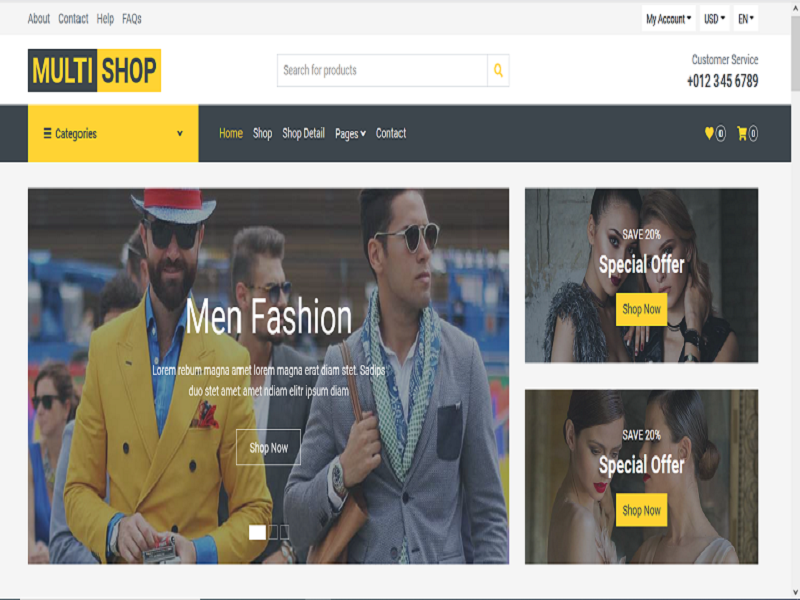 About Contact Help FAQs
My Account USD EN
MULTI SHOP
Search for products
Customer Service
+012 345 6789
Categories
Home Shop Shop Detail Pages Contact
0 0
Men Fashion
Lorem rebum magna amet lorem magna erat diam stet. Sadips
duo stet amet amet ndiam elitr ipsum diam
Shop Now
SAVE 20%
Special Offer
Shop Now
SAVE 20%
Special Offer
Shop Now